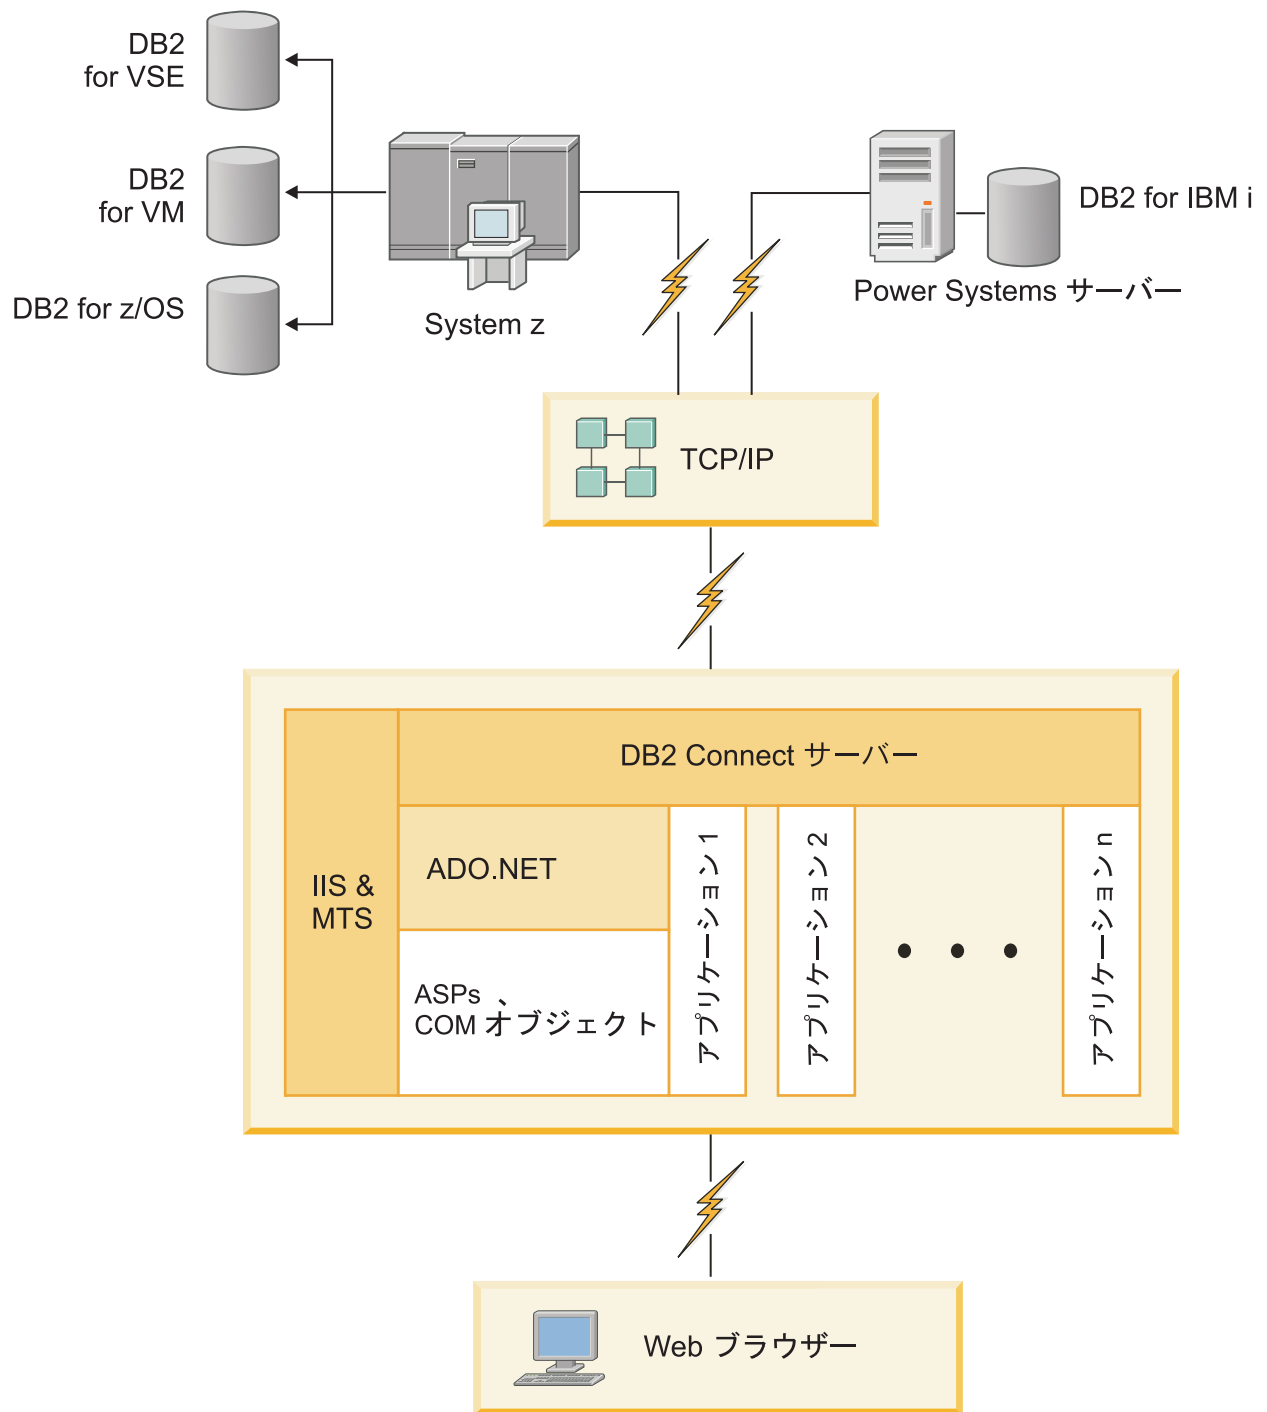 DB2
for VSE
DB2
for VM
DB2 for z/OS
System z
DB2 for IBM i
Power Systems サーバー
TCP/IP
DB2 Connect サーバー
IIS &
MTS
ADO.NET
ASPs、
COM オブジェクト
アプリケーション 1
アプリケーション 2
• • •
アプリケーション n
Web ブラウザー